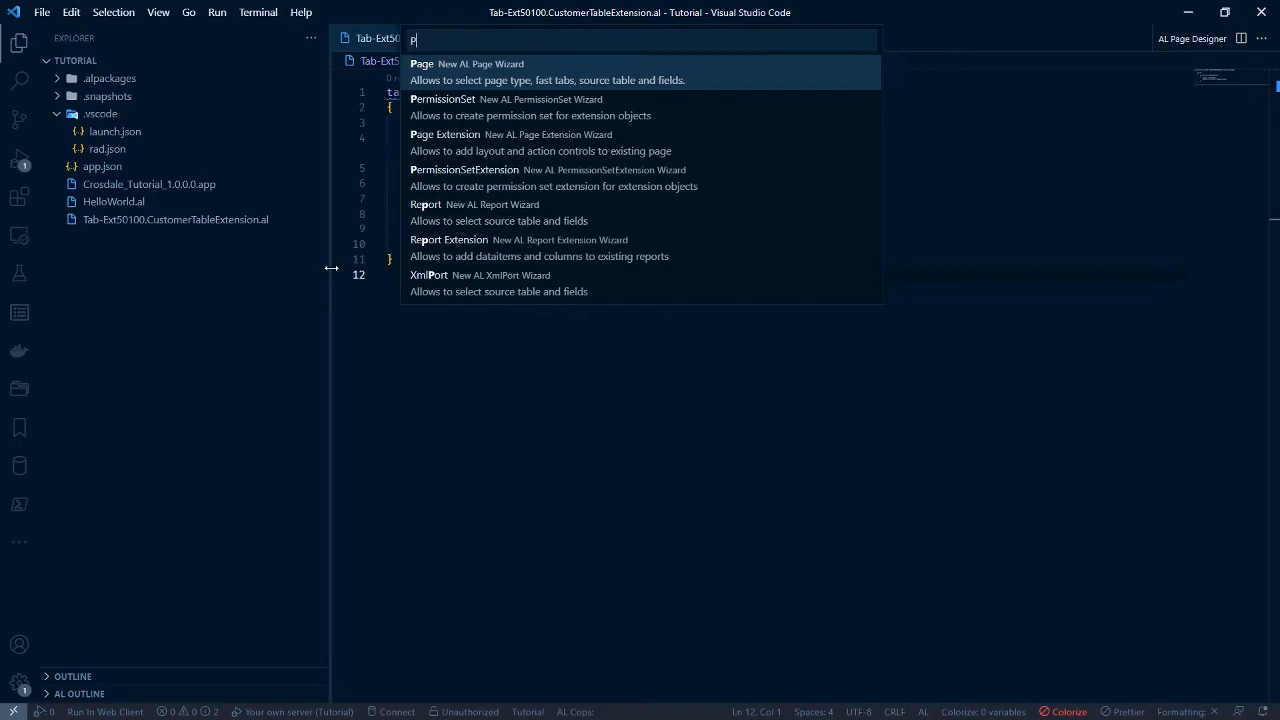 File Edit Selection View Go Run Terminal Help
Tab-Ext50100.CustomerTableExtension.al - Tutorial - Visual Studio Code
EXPLORER
TUTORIAL
.alpackages
.snapshots
.vscode
launch.json
rad.json
app.json
Crosdale_Tutorial_1.0.0.0.app
HelloWorld.al
Tab-Ext50100.CustomerTableExtension.al
OUTLINE
AL OUTLINE
1
1
Tab-Ext50
AL Page Designer
Tab-Ext5
p
Page New AL Page Wizard
Allows to select page type, fast tabs, source table and fields.
PermissionSet New AL PermissionSet Wizard
Allows to create permission set for extension objects
Page Extension New AL Page Extension Wizard
Allows to add layout and action controls to existing page
PermissionSetExtension New AL PermissionSetExtension Wizard
Allows to create permission set extension for extension objects
Report New AL Report Wizard
Allows to select source table and fields
Report Extension New AL Report Extension Wizard
Allows to add dataitems and columns to existing reports
XmlPort New AL XmlPort Wizard
Allows to select source table and fields
1 ta
2 {
3
4
5
6
7
8
9
10
11 }
12
0 Run In Web Client 0 0 2 Your own server (Tutorial) Connect Unauthorized Tutorial AL Cops: Ln 12, Col 1 Spaces: 4 UTF-8 CRLF AL Colorize: 0 variables Colorize Prettier Formatting: